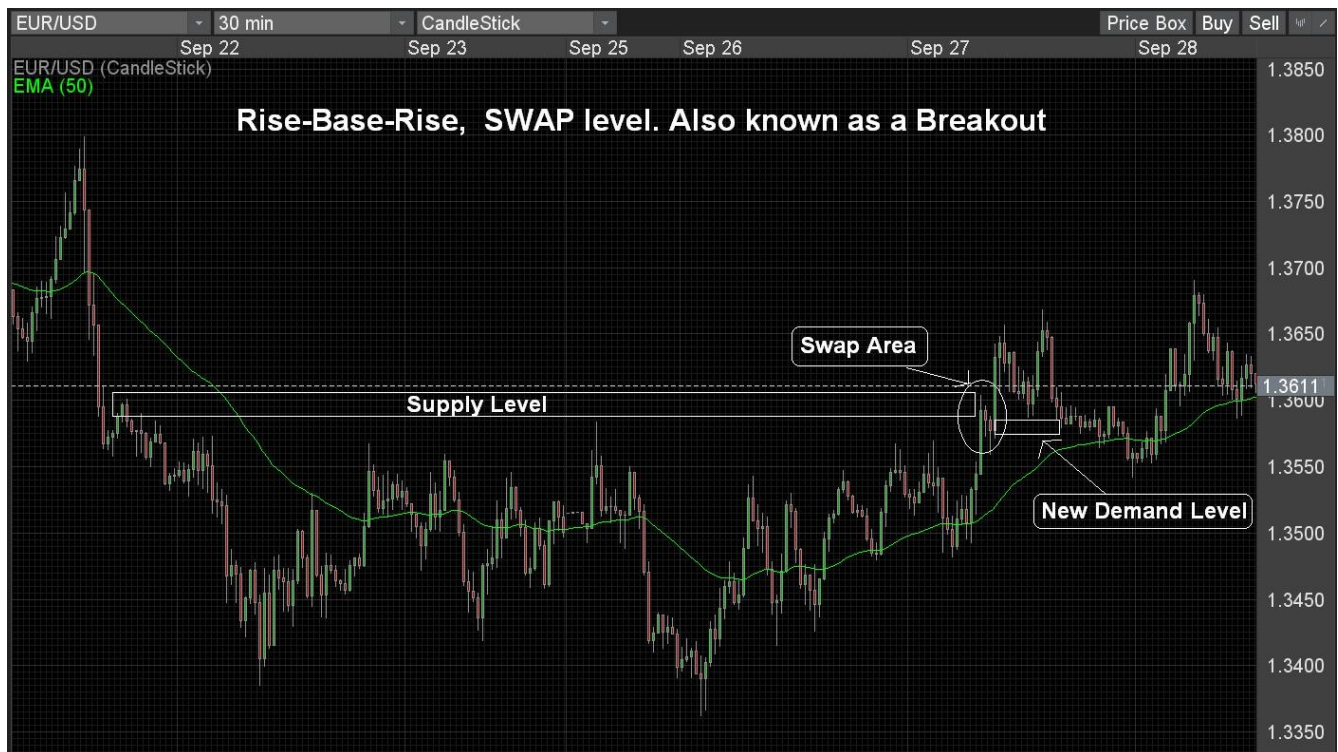 EUR/USD 30 min CandleStick Price Box Buy Sell
Sep 22 Sep 23 Sep 25 Sep 26 Sep 27 Sep 28
EUR/USD (CandleStick)
EMA (50)
Rise-Base-Rise, SWAP level. Also known as a Breakout
1.3850
1.3800
1.3750
1.3700
1.3650
Swap Area
1.3611
1.3600
Supply Level
1.3550
New Demand Level
1.3500
1.3450
1.3400
1.3350